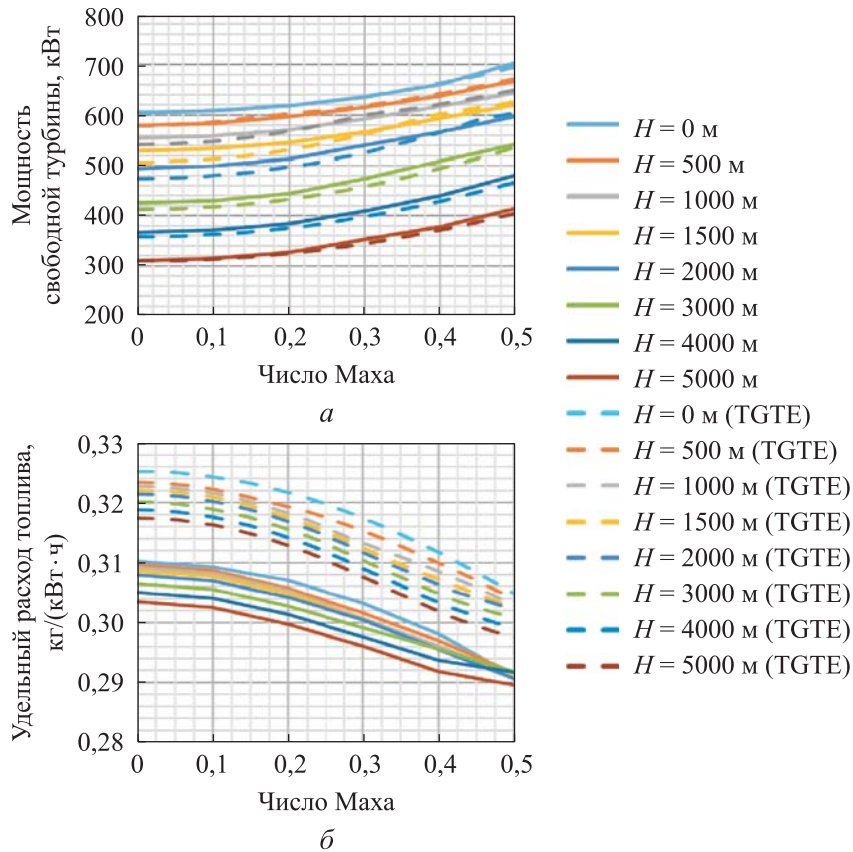 Мощность
свободной турбины, кВт
800
700
600
500
400
300
200
0
0,1
0,2
0,3
0,4
0,5
Число Маха
а
Удельный расход топлива,
кг/(кВт · ч)
0,33
0,32
0,31
0,30
0,29
0,28
0
0,1
0,2
0,3
0,4
0,5
Число Маха
б
H = 0 м
H = 500 м
H = 1000 м
H = 1500 м
H = 2000 м
H = 3000 м
H = 4000 м
H = 5000 м
H = 0 м (TGTE)
H = 500 м (TGTE)
H = 1000 м (TGTE)
H = 1500 м (TGTE)
H = 2000 м (TGTE)
H = 3000 м (TGTE)
H = 4000 м (TGTE)
H = 5000 м (TGTE)